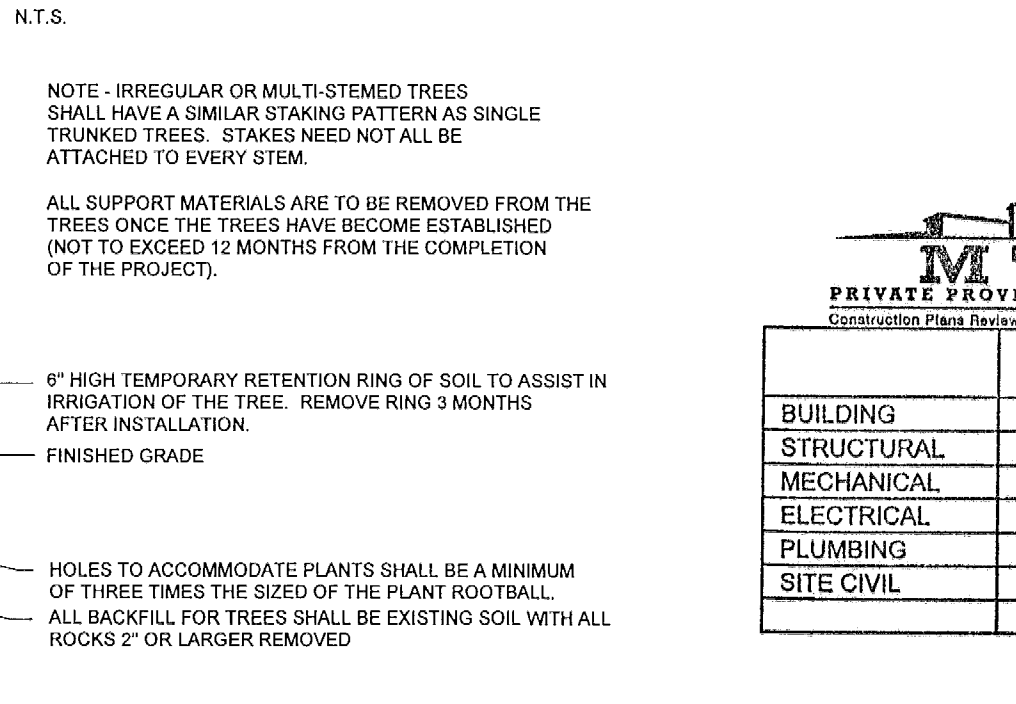 N.T.S.
NOTE - IRREGULAR OR MULTI-STEMED TREES
SHALL HAVE A SIMILAR STAKING PATTERN AS SINGLE
TRUNKED TREES. STAKES NEED NOT ALL BE
ATTACHED TO EVERY STEM.
ALL SUPPORT MATERIALS ARE TO BE REMOVED FROM THE
TREES ONCE THE TREES HAVE BECOME ESTABLISHED
(NOT TO EXCEED 12 MONTHS FROM THE COMPLETION
OF THE PROJECT).
6" HIGH TEMPORARY RETENTION RING OF SOIL TO ASSIST IN
IRRIGATION OF THE TREE. REMOVE RING 3 MONTHS
AFTER INSTALLATION.
FINISHED GRADE
HOLES TO ACCOMMODATE PLANTS SHALL BE A MINIMUM
OF THREE TIMES THE SIZED OF THE PLANT ROOTBALL.
ALL BACKFILL FOR TREES SHALL BE EXISTING SOIL WITH ALL
ROCKS 2" OR LARGER REMOVED
M
PRIVATE
Construction Plans
BUILDING
STRUCTURAL
MECHANICAL
ELECTRICAL
PLUMBING
SITE CIVIL